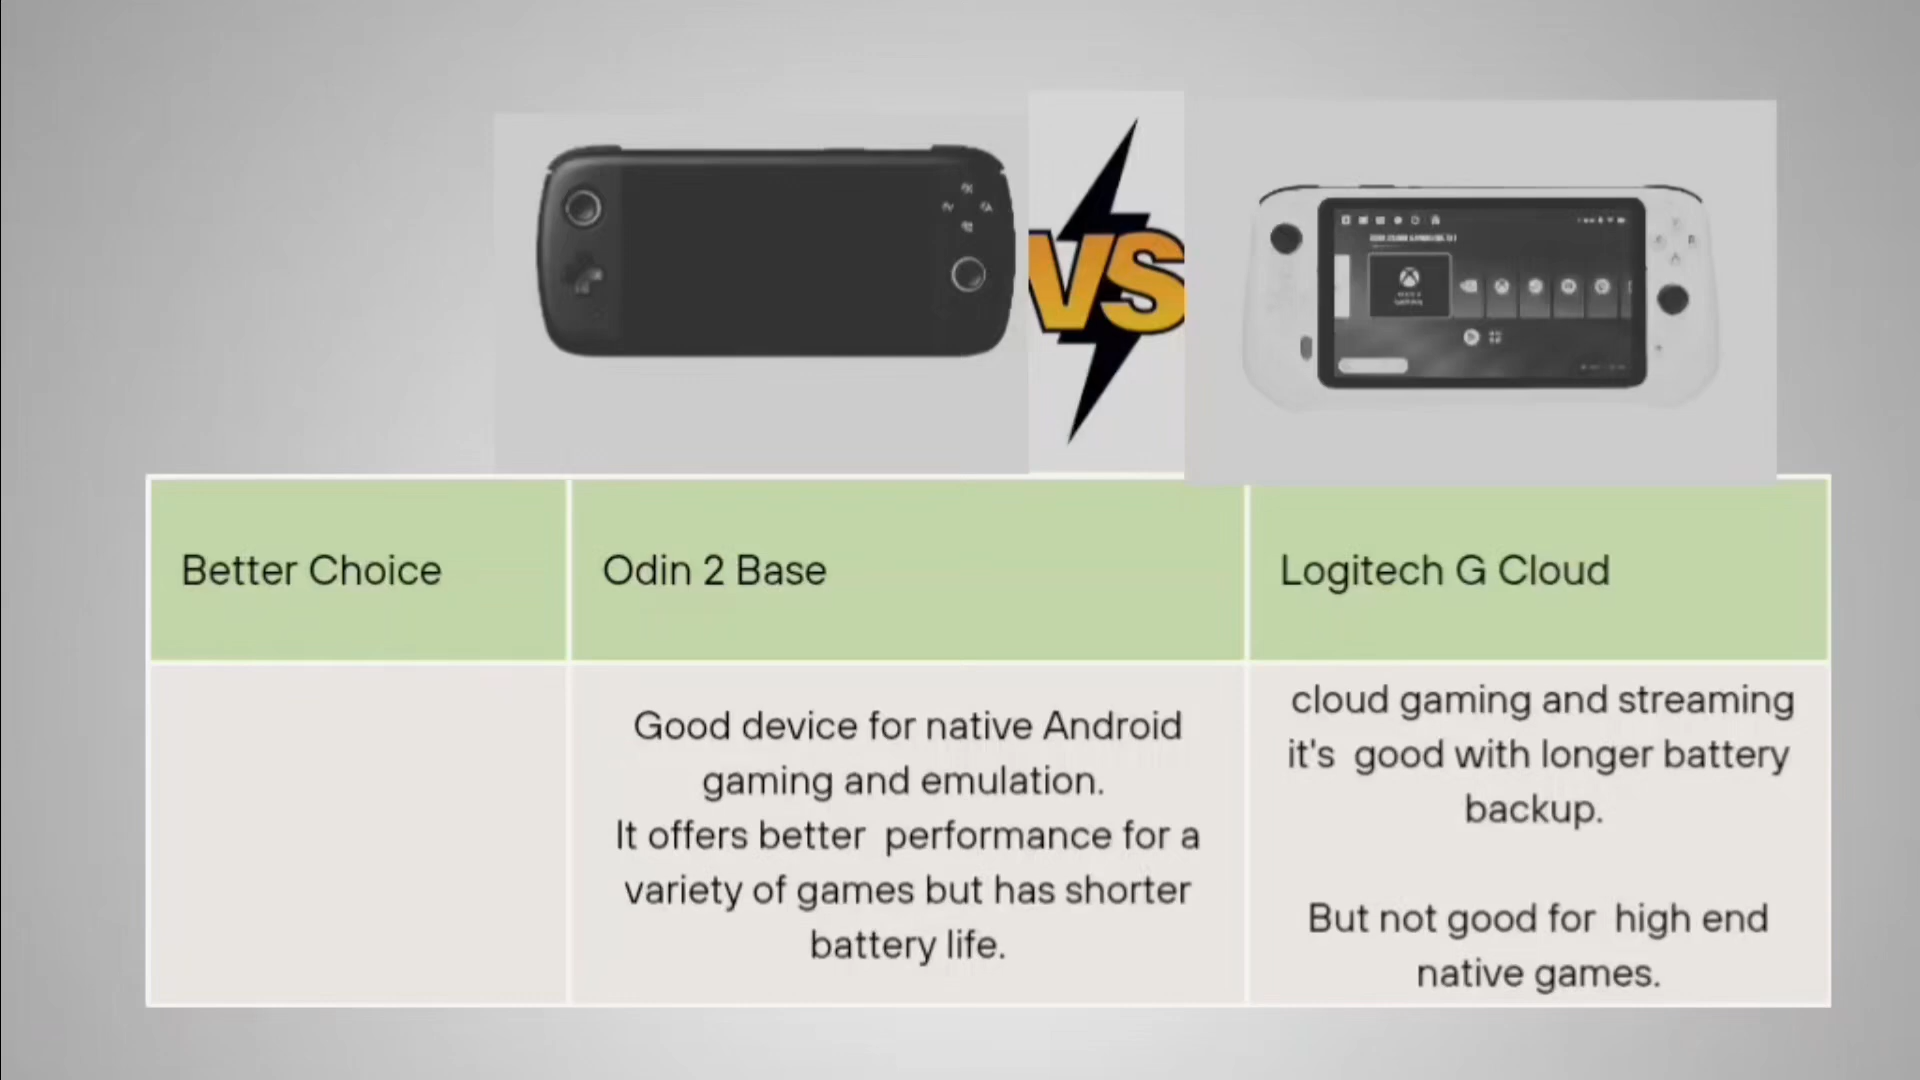 VS
Better Choice
Odin 2 Base
Logitech G Cloud
Good device for native Android
gaming and emulation.
It offers better performance for a
variety of games but has shorter
battery life.
cloud gaming and streaming
it's good with longer battery
backup.
But not good for high end
native games.